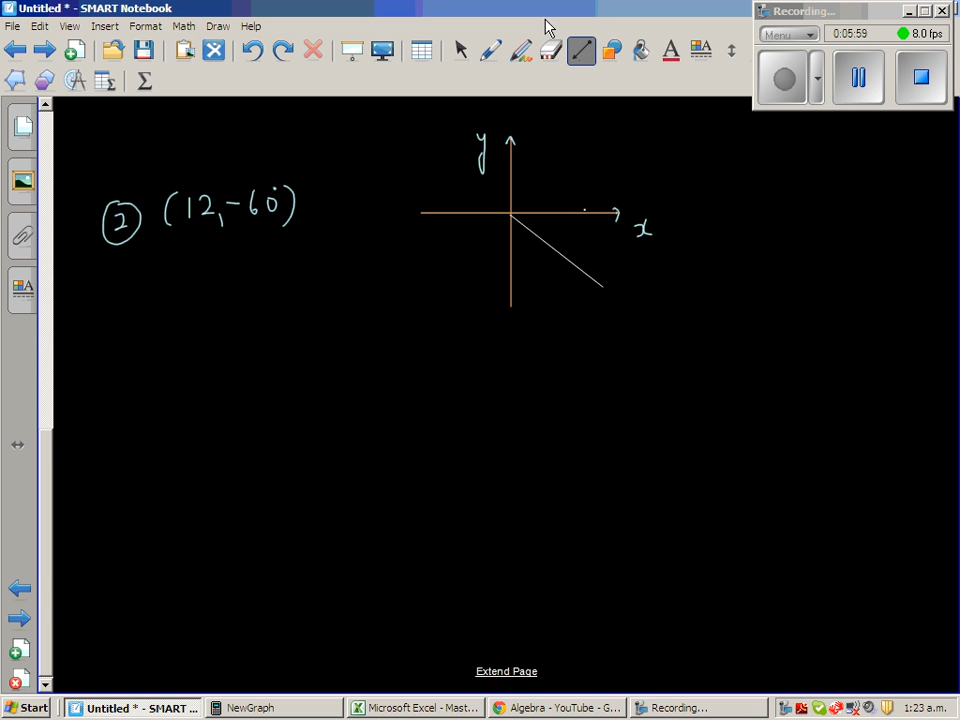 Untitled * - SMART Notebook
File Edit View Insert Format Math Draw Help
Recording...
Menu 0:05:59 8.0 fps
y
② (12,-60°)
x
Extend Page
Start Untitled * - SMART ... NewGraph Microsoft Excel - Mast... Algebra - YouTube - G... Recording... 1:23 a.m.